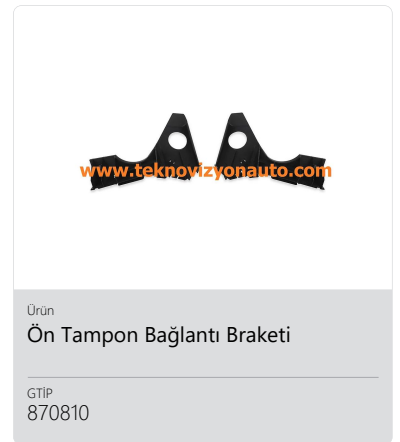 www.teknovizyonauto.com
Ürün
Ön Tampon Bağlantı Braketi
GTİP
870810